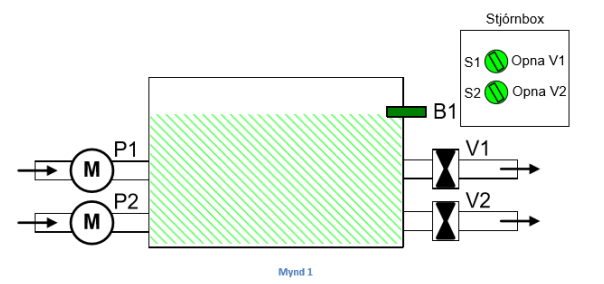 Stjórnbox
S1 Opna V1
S2 Opna V2
B1
P1
M
V1
P2
M
V2
Mynd 1